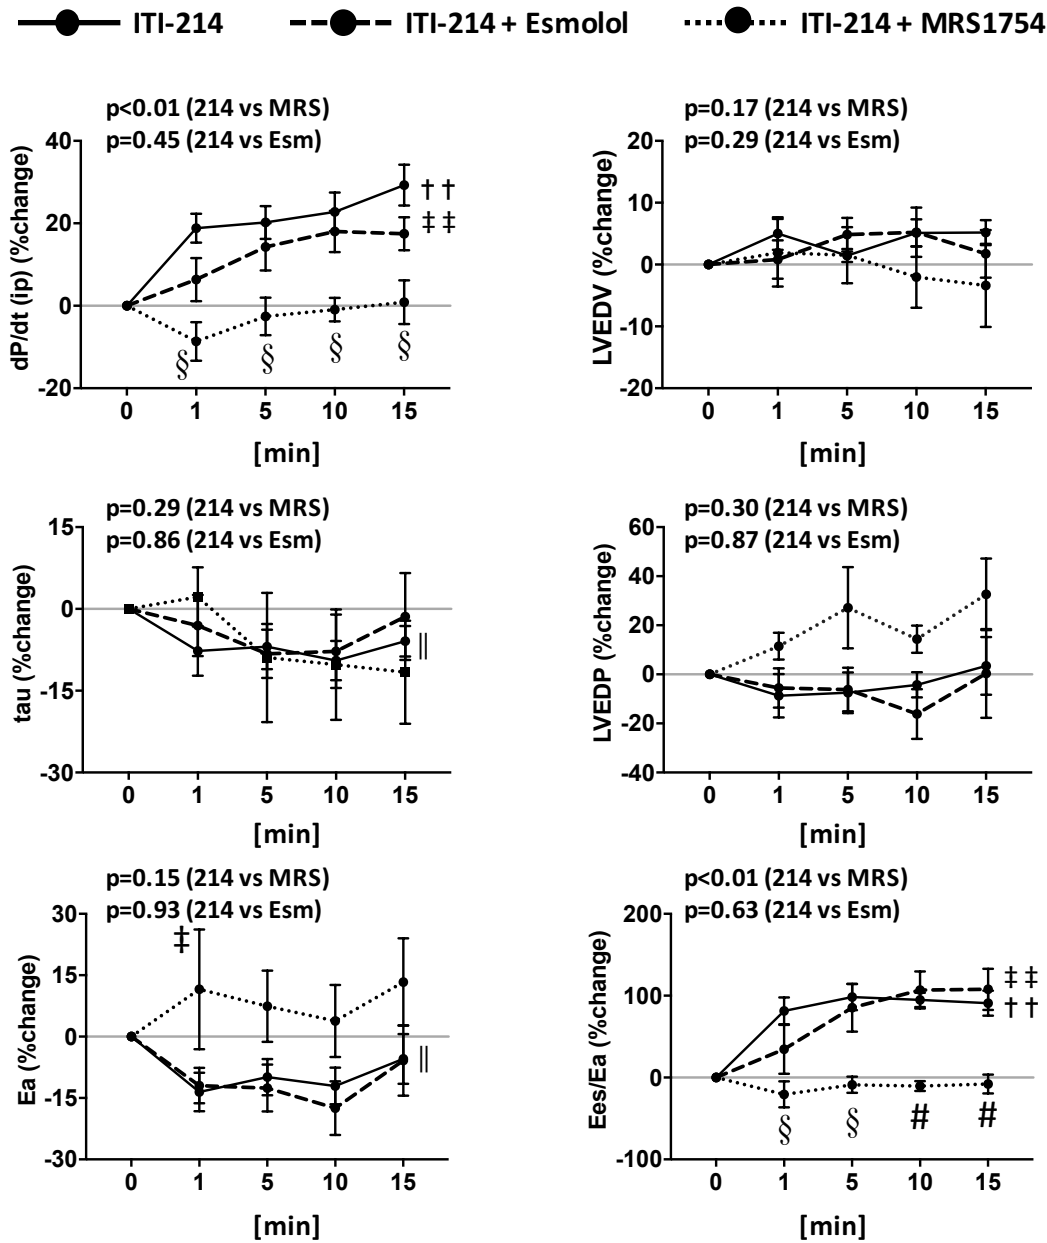 ITI-214
ITI-214 + Esmolol
ITI-214 + MRS1754
p<0.01 (214 vs MRS)
p=0.45 (214 vs Esm)
dP/dt (ip) (%change)
40
20
0
-20
† †
‡ ‡
§ § § §
0 1 5 10 15
[min]
p=0.17 (214 vs MRS)
p=0.29 (214 vs Esm)
LVEDV (%change)
20
10
0
-10
-20
0 1 5 10 15
[min]
p=0.29 (214 vs MRS)
p=0.86 (214 vs Esm)
tau (%change)
15
0
-15
-30
||
0 1 5 10 15
[min]
p=0.30 (214 vs MRS)
p=0.87 (214 vs Esm)
LVEDP (%change)
60
40
20
0
-20
-40
0 1 5 10 15
[min]
p=0.15 (214 vs MRS)
p=0.93 (214 vs Esm)
Ea (%change)
30
15
0
-15
-30
‡
||
0 1 5 10 15
[min]
p<0.01 (214 vs MRS)
p=0.63 (214 vs Esm)
Ees/Ea (%change)
200
100
0
-100
‡ ‡
† †
§ § # #
0 1 5 10 15
[min]